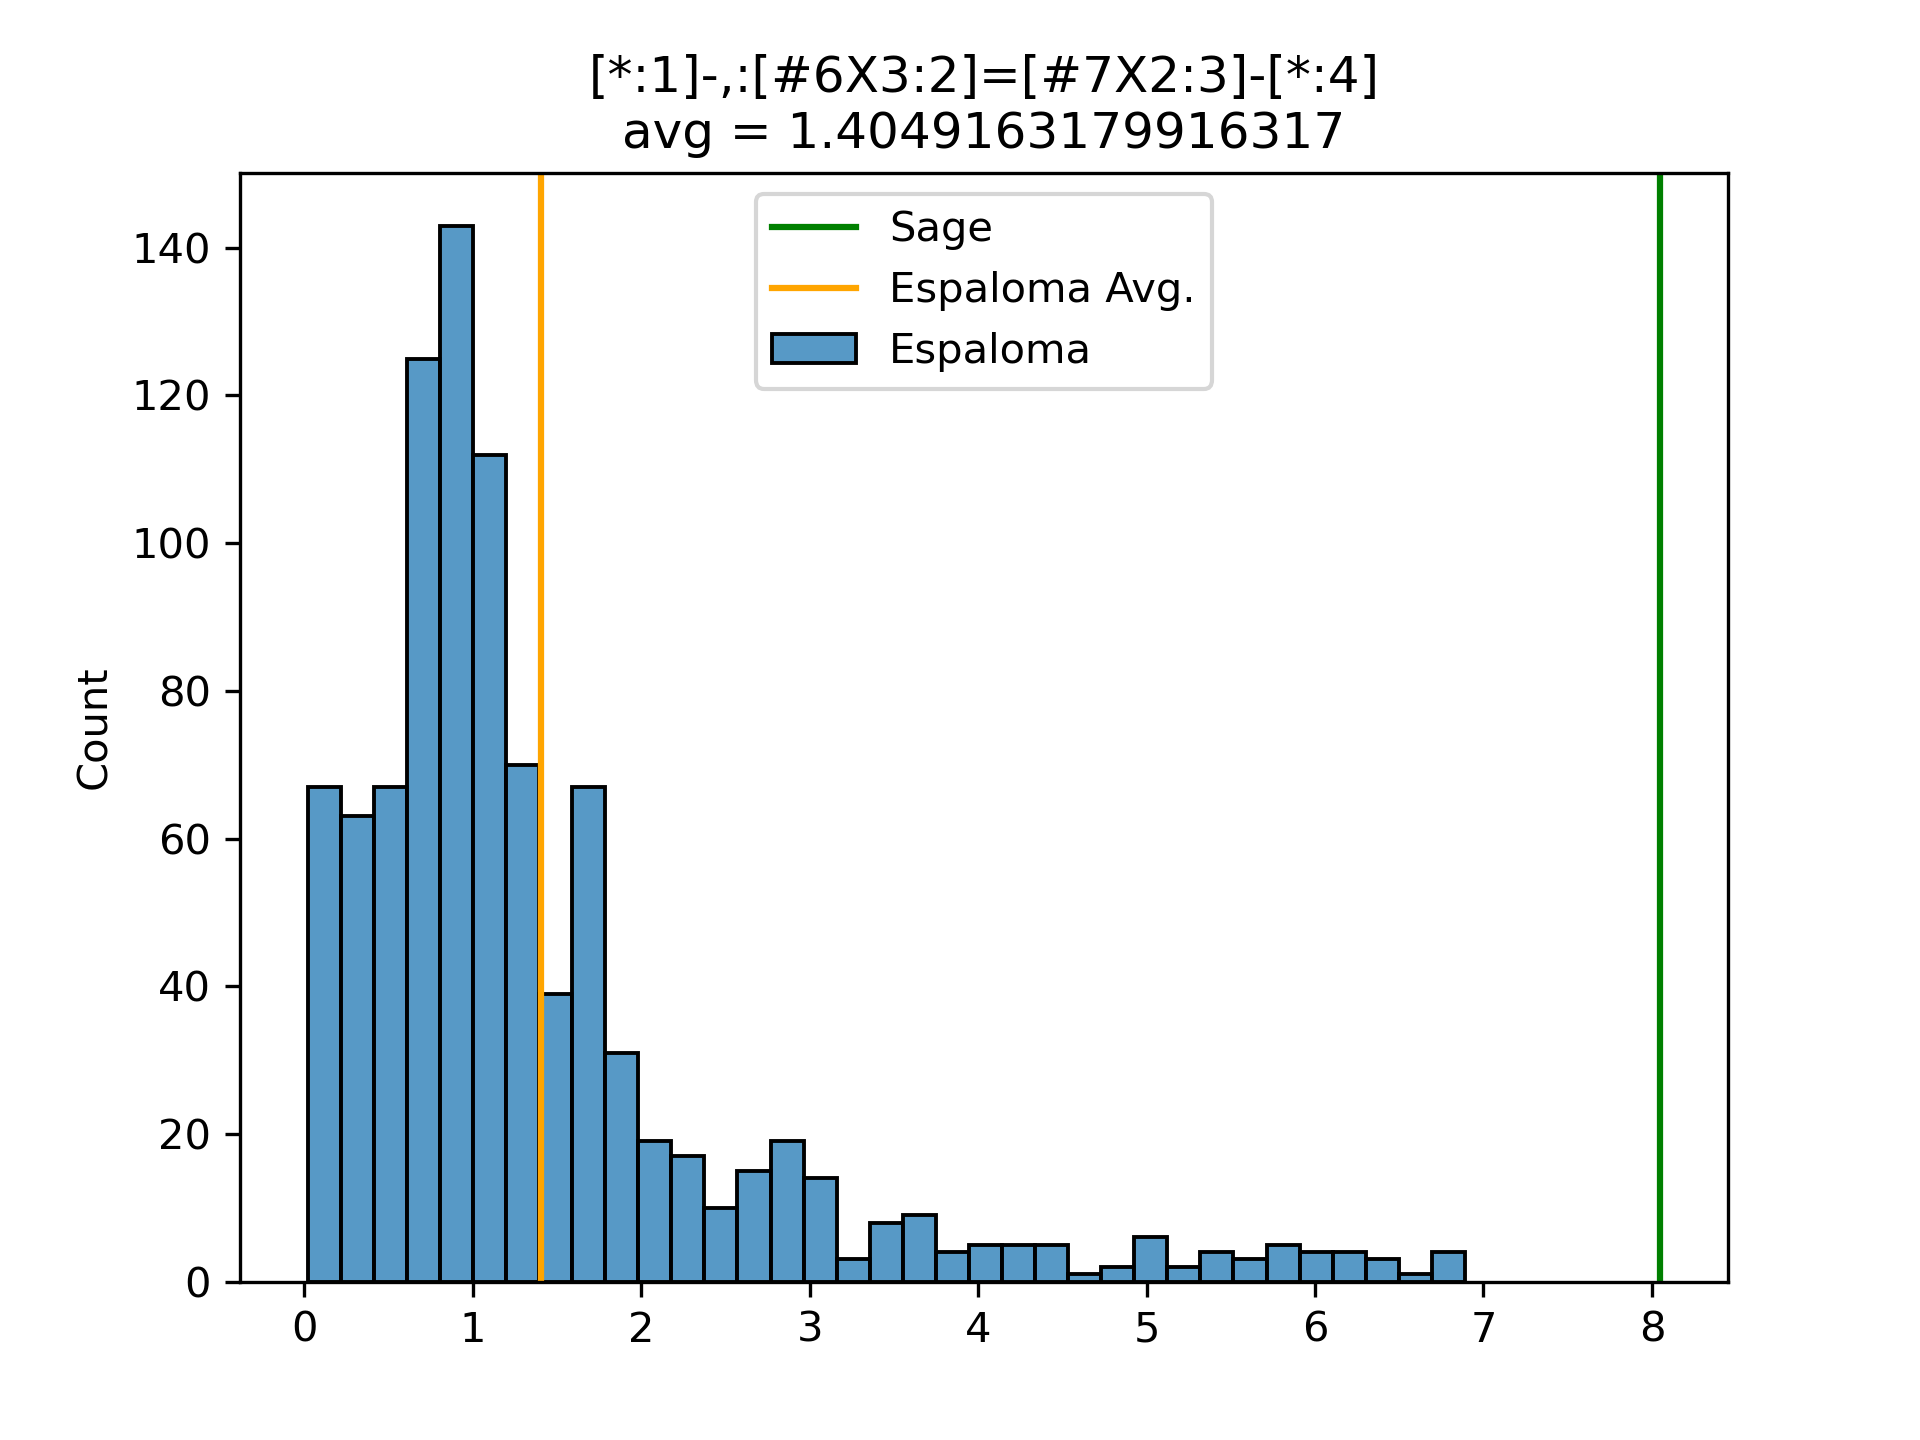 [*:1]-,:[#6X3:2]=[#7X2:3]-[*:4]
avg = 1.4049163179916317
Sage
Espaloma Avg.
Espaloma
Count
140
120
100
80
60
40
20
0
0 1 2 3 4 5 6 7 8